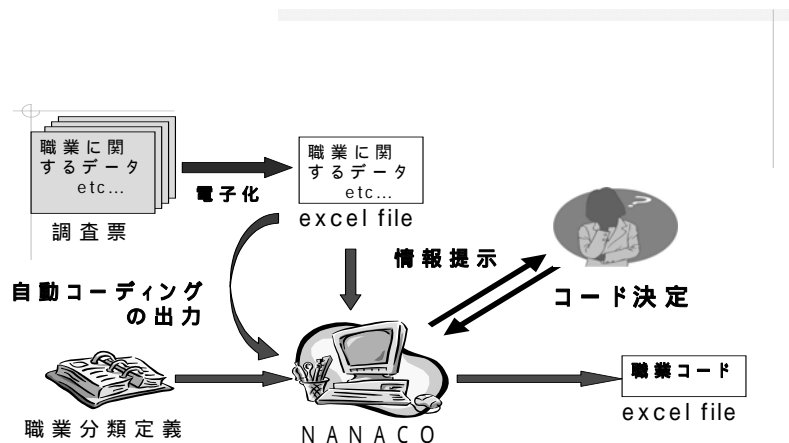 職業に関
するデータ
etc...
調査票
電子化
職業に関
するデータ
etc...
excel file
情報提示
?
コード決定
自動コーディング
の出力
職業分類定義
NANACO
職業コード
excel file